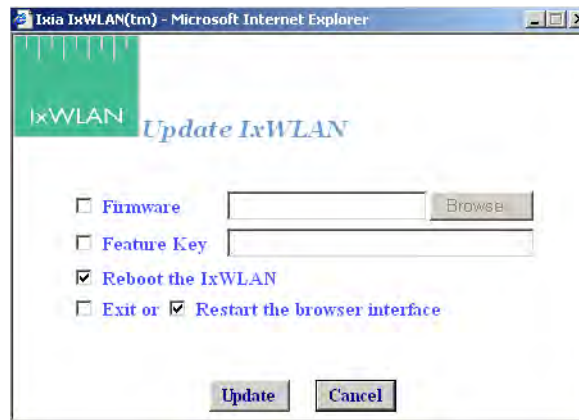 Ixia IxWLAN(tm) - Microsoft Internet Explorer
IxWLAN
Update IxWLAN
Firmware Browse...
Feature Key
Reboot the IxWLAN
Exit or Restart the browser interface
Update Cancel